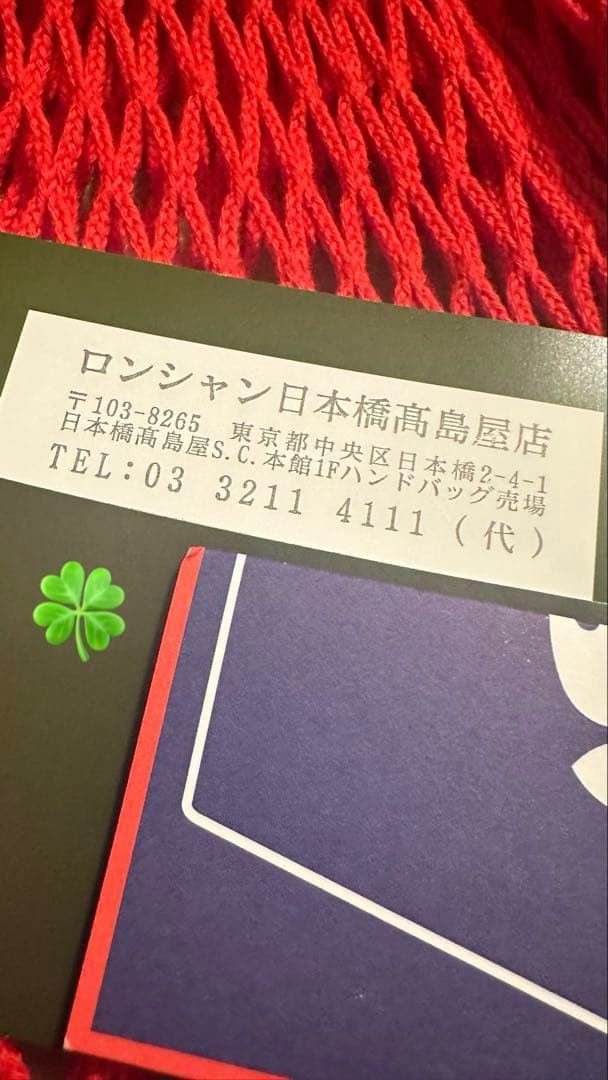 ロンシャン日本橋髙島屋店
〒103-8265 東京都中央区日本橋2-4-1
日本橋髙島屋S.C.本館1Fハンドバッグ売場
TEL:03 3211 4111 (代)